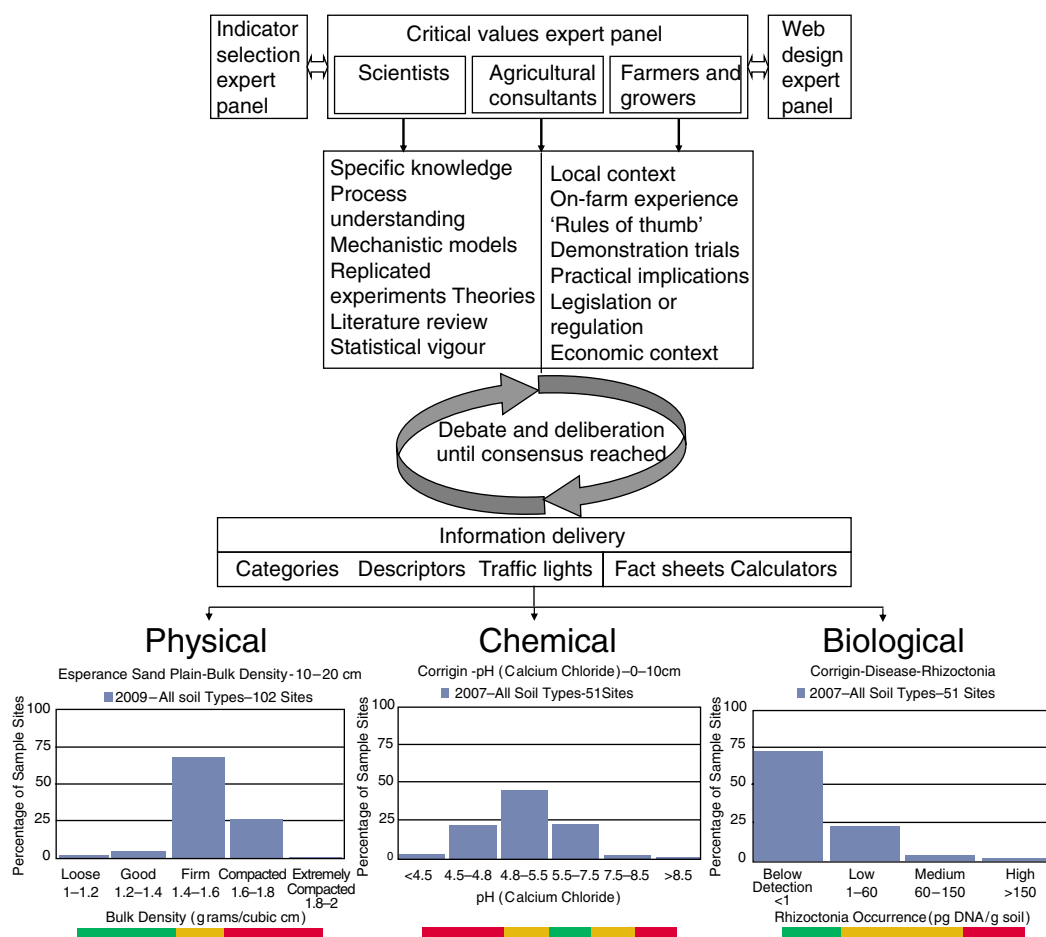 Indicator
selection
expert
panel
Critical values expert panel
Scientists
Agricultural
consultants
Farmers and
growers
Web
design
expert
panel
Specific knowledge
Process
understanding
Mechanistic models
Replicated
experiments Theories
Literature review
Statistical vigour
Local context
On-farm experience
‘Rules of thumb’
Demonstration trials
Practical implications
Legislation or
regulation
Economic context
Debate and deliberation
until consensus reached
Information delivery
Categories Descriptors Traffic lights
Fact sheets Calculators
Physical
Esperance Sand Plain-Bulk Density-10–20 cm
2009–All soil Types–102 Sites
Percentage of Sample Sites
100
75
50
25
0
Loose
1–1.2
Good
1.2–1.4
Firm
1.4–1.6
Compacted
1.6–1.8
Extremely
Compacted
1.8–2
Bulk Density (grams/cubic cm)
Chemical
Corrigin -pH (Calcium Chloride)–0–10cm
2007–All Soil Types-51Sites
Percentage of Sample Sites
100
75
50
25
0
<4.5 4.5–4.8 4.8–5.5 5.5–7.5 7.5–8.5 >8.5
pH (Calcium Chloride)
Biological
Corrigin-Disease-Rhizoctonia
2007–All Soil Types–51 Sites
Percentage of Sample Sites
100
75
50
25
0
Below
Detection
<1
Low
1–60
Medium
60–150
High
>150
Rhizoctonia Occurrence (pg DNA/g soil)